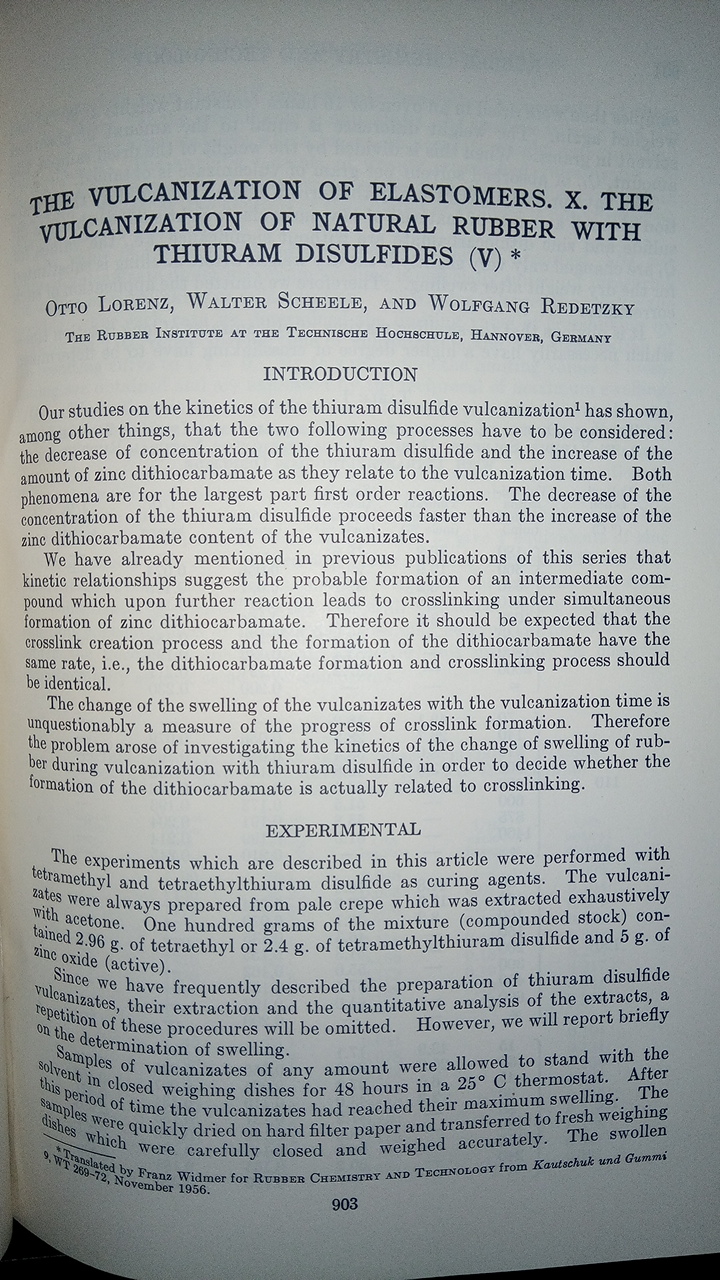 THE VULCANIZATION OF ELASTOMERS. X. THE
VULCANIZATION OF NATURAL RUBBER WITH
THIURAM DISULFIDES (V) *
OTTO LORENZ, WALTER SCHEELE, AND WOLFGANG REDETZKY
THE RUBBER INSTITUTE AT THE TECHNISCHE HOCHSCHULE, HANNOVER, GERMANY
INTRODUCTION
Our studies on the kinetics of the thiuram disulfide vulcanization¹ has shown,
among other things, that the two following processes have to be considered:
the decrease of concentration of the thiuram disulfide and the increase of the
amount of zinc dithiocarbamate as they relate to the vulcanization time. Both
phenomena are for the largest part first order reactions. The decrease of the
concentration of the thiuram disulfide proceeds faster than the increase of the
zinc dithiocarbamate content of the vulcanizates.
We have already mentioned in previous publications of this series that
kinetic relationships suggest the probable formation of an intermediate com-
pound which upon further reaction leads to crosslinking under simultaneous
formation of zinc dithiocarbamate. Therefore it should be expected that the
crosslink creation process and the formation of the dithiocarbamate have the
same rate, i.e., the dithiocarbamate formation and crosslinking process should
be identical.
The change of the swelling of the vulcanizates with the vulcanization time is
unquestionably a measure of the progress of crosslink formation. Therefore
the problem arose of investigating the kinetics of the change of swelling of rub-
ber during vulcanization with thiuram disulfide in order to decide whether the
formation of the dithiocarbamate is actually related to crosslinking.
EXPERIMENTAL
The experiments which are described in this article were performed with
tetramethyl and tetraethylthiuram disulfide as curing agents. The vulcani-
zates were always prepared from pale crepe which was extracted exhaustively
with acetone. One hundred grams of the mixture (compounded stock) con-
tained 2.96 g. of tetraethyl or 2.4 g. of tetramethylthiuram disulfide and 5 g. of
zinc oxide (active).
Since we have frequently described the preparation of thiuram disulfide
vulcanizates, their extraction and the quantitative analysis of the extracts, a
repetition of these procedures will be omitted. However, we will report briefly
on the determination of swelling.
Samples of vulcanizates of any amount were allowed to stand with the
solvent in closed weighing dishes for 48 hours in a 25° C thermostat. After
this period of time the vulcanizates had reached their maximum swelling. The
samples were quickly dried on hard filter paper and transferred to fresh weighing
dishes which were carefully closed and weighed accurately. The swollen
* Translated by Franz Widmer for RUBBER CHEMISTRY AND TECHNOLOGY from Kautschuk und Gummi
9, WT 269–72, November 1956.
903